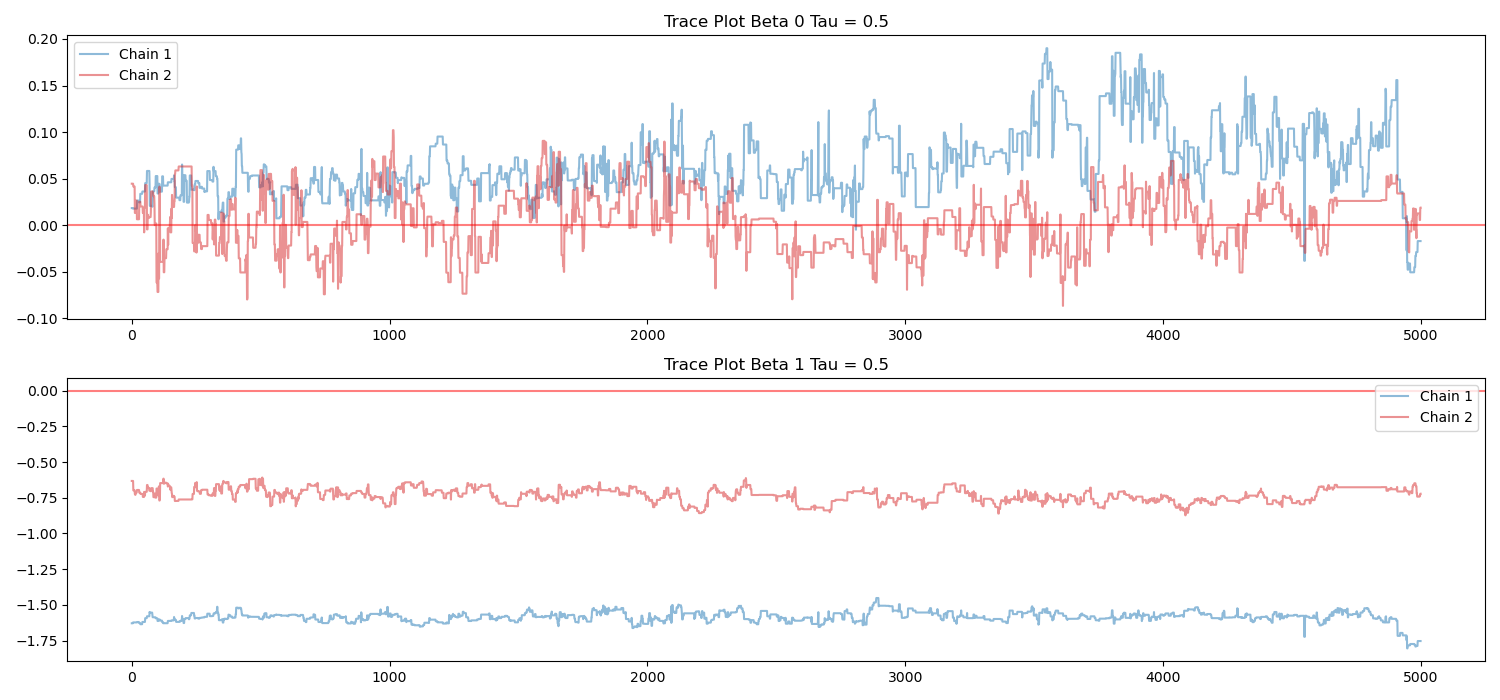 Trace Plot Beta 0 Tau = 0.5
Chain 1
Chain 2
0.20
0.15
0.10
0.05
0.00
−0.05
−0.10
0 1000 2000 3000 4000 5000
Trace Plot Beta 1 Tau = 0.5
Chain 1
Chain 2
0.00
−0.25
−0.50
−0.75
−1.00
−1.25
−1.50
−1.75
0 1000 2000 3000 4000 5000